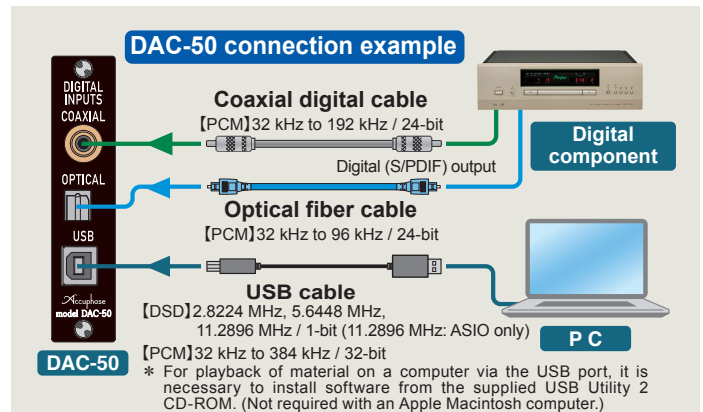 DAC-50 connection example
DIGITAL
INPUTS
COAXIAL
Coaxial digital cable
【PCM】32 kHz to 192 kHz / 24-bit
Digital
component
Digital (S/PDIF) output
OPTICAL
Optical fiber cable
【PCM】32 kHz to 96 kHz / 24-bit
USB
USB cable
【DSD】2.8224 MHz, 5.6448 MHz,
11.2896 MHz / 1-bit (11.2896 MHz: ASIO only)
【PCM】32 kHz to 384 kHz / 32-bit
P C
Accuphase
model DAC-50
DAC-50
* For playback of material on a computer via the USB port, it is
necessary to install software from the supplied USB Utility 2
CD-ROM. (Not required with an Apple Macintosh computer.)